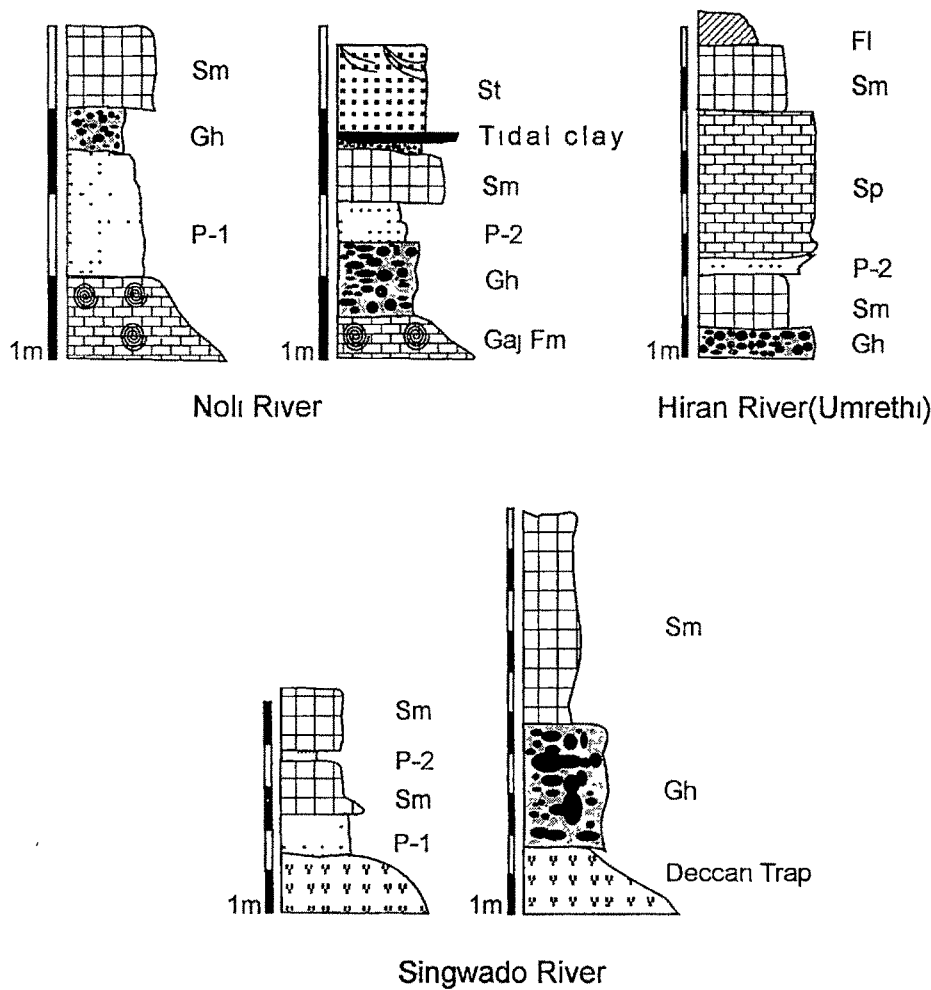 Sm
Gh
P-1
1m
St
Tidal clay
Sm
P-2
Gh
Gaj Fm
1m
Noli River
Fl
Sm
Sp
P-2
Sm
Gh
1m
Hiran River(Umrethi)
Sm
P-2
Sm
P-1
1m
Sm
Gh
Deccan Trap
1m
Singwado River